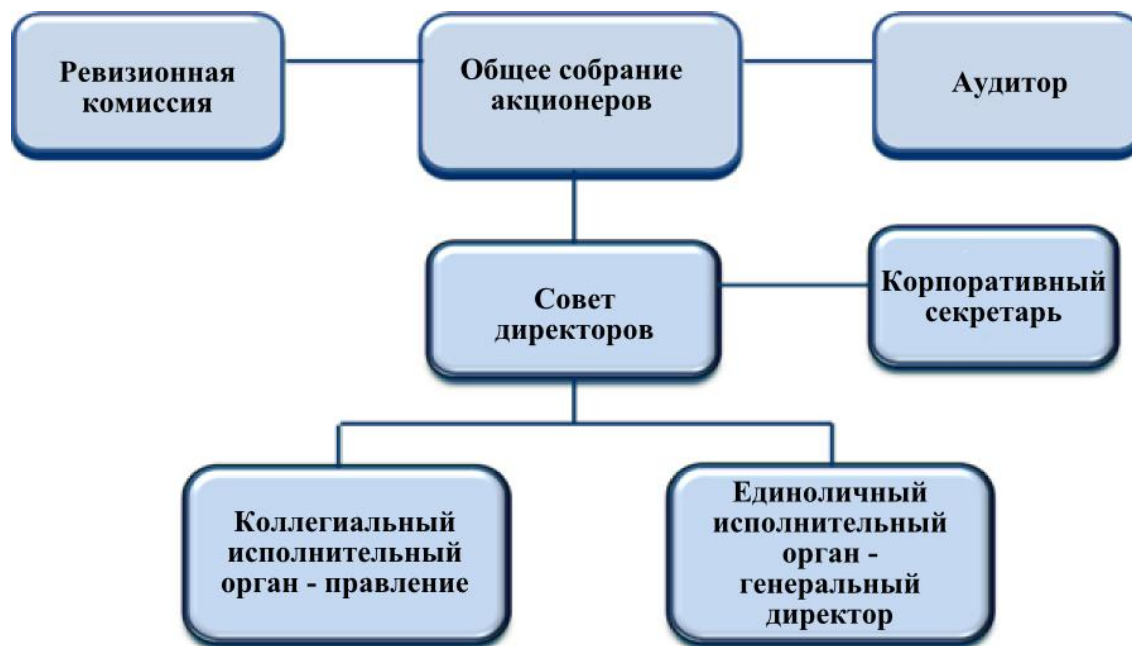 Ревизионная
комиссия
Общее собрание
акционеров
Аудитор
Совет
директоров
Корпоративный
секретарь
Коллегиальный
исполнительный
орган - правление
Единоличный
исполнительный
орган -
генеральный
директор